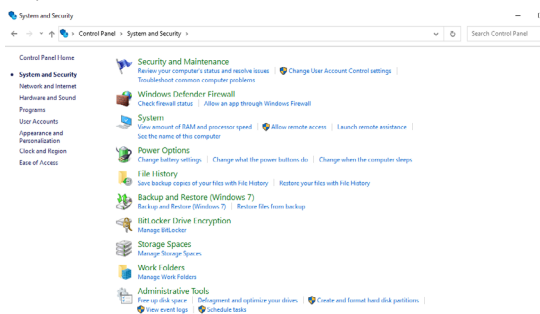 System and Security
Control Panel > System and Security >
Search Control Panel
Control Panel Home
System and Security
Network and Internet
Hardware and Sound
Programs
User Accounts
Appearance and
Personalization
Clock and Region
Ease of Access
Security and Maintenance
Review your computer's status and resolve issues | Change User Account Control settings |
Troubleshoot common computer problems
Windows Defender Firewall
Check firewall status | Allow an app through Windows Firewall
System
View amount of RAM and processor speed | Allow remote access | Launch remote assistance |
See the name of this computer
Power Options
Change battery settings | Change what the power buttons do | Change when the computer sleeps
File History
Save backup copies of your files with File History | Restore your files with File History
Backup and Restore (Windows 7)
Backup and Restore (Windows 7) | Restore files from backup
BitLocker Drive Encryption
Manage BitLocker
Storage Spaces
Manage Storage Spaces
Work Folders
Manage Work Folders
Administrative Tools
Free up disk space | Defragment and optimize your drives | Create and format hard disk partitions |
View event logs | Schedule tasks